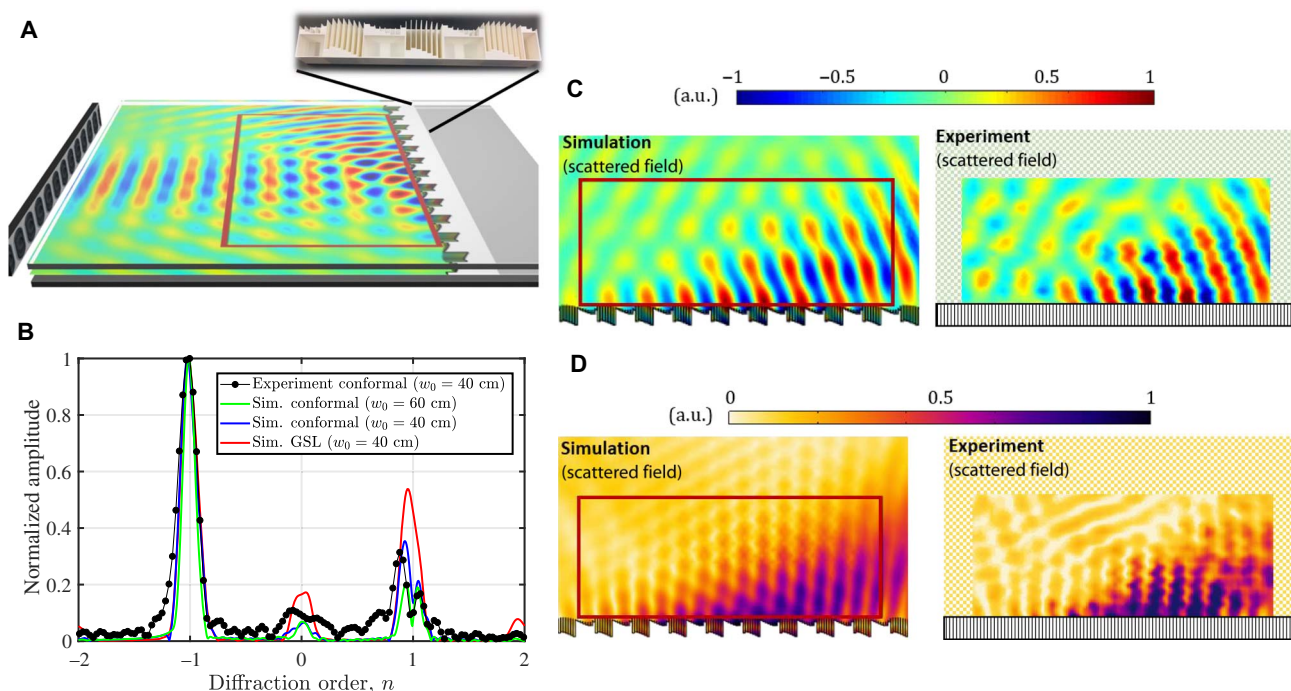 A
B
Normalized amplitude
1
0.8
0.6
0.4
0.2
0
−2
−1
0
1
2
Diffraction order, n
Experiment conformal (w₀ = 40 cm)
Sim. conformal (w₀ = 60 cm)
Sim. conformal (w₀ = 40 cm)
Sim. GSL (w₀ = 40 cm)
C
(a.u.)
−1 −0.5 0 0.5 1
Simulation
(scattered field)
Experiment
(scattered field)
D
(a.u.)
0 0.5 1
Simulation
(scattered field)
Experiment
(scattered field)